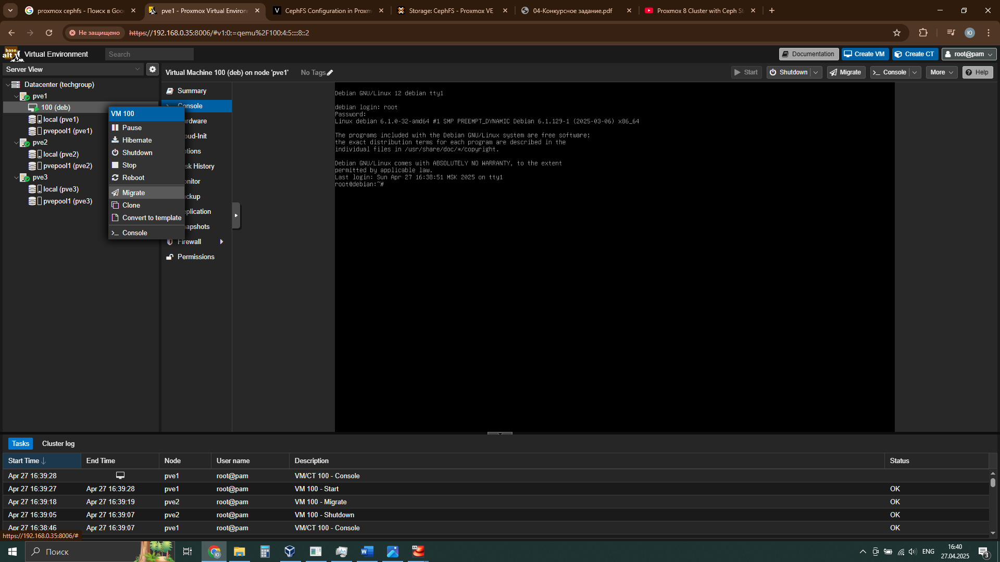 proxmox cephfs - Поиск в Goo
pve1 - Proxmox Virtual Environ
CephFS Configuration in Proxm
Storage: CephFS - Proxmox VE
04-Конкурсное задание.pdf
Proxmox 8 Cluster with Ceph St
Не защищено
https://192.168.0.35:8006/#v1:0:=qemu%2F100:4:5::::8::2
Ю
base
alt
Virtual Environment
Search
Documentation
Create VM
Create CT
root@pam
Server View
Virtual Machine 100 (deb) on node 'pve1'
No Tags
Start
Shutdown
Migrate
Console
More
Help
Datacenter (techgroup)
pve1
100 (deb)
local (pve1)
pvepool1 (pve1)
pve2
local (pve2)
pvepool1 (pve2)
pve3
local (pve3)
pvepool1 (pve3)
VM 100
Pause
Hibernate
Shutdown
Stop
Reboot
Migrate
Clone
Convert to template
Console
Summary
Console
rdware
oud-Init
ptions
sk History
onitor
ckup
eplication
apshots
Firewall
Permissions
Debian GNU/Linux 12 debian tty1
debian login: root
Password:
Linux debian 6.1.0-32-amd64 #1 SMP PREEMPT_DYNAMIC Debian 6.1.129-1 (2025-03-06) x86_64
The programs included with the Debian GNU/Linux system are free software;
the exact distribution terms for each program are described in the
individual files in /usr/share/doc/*/copyright.
Debian GNU/Linux comes with ABSOLUTELY NO WARRANTY, to the extent
permitted by applicable law.
Last login: Sun Apr 27 16:38:51 MSK 2025 on tty1
root@debian:~#
Tasks
Cluster log
Start Time End Time Node User name Description Status
Apr 27 16:39:28 pve1 root@pam VM/CT 100 - Console
Apr 27 16:39:27 Apr 27 16:39:28 pve1 root@pam VM 100 - Start OK
Apr 27 16:39:18 Apr 27 16:39:19 pve2 root@pam VM 100 - Migrate OK
Apr 27 16:39:05 Apr 27 16:39:07 pve2 root@pam VM 100 - Shutdown OK
Apr 27 16:38:46 Apr 27 16:39:07 pve1 root@pam VM/CT 100 - Console OK
https://192.168.0.35:8006/#
Поиск
ENG
16:40
27.04.2025
3